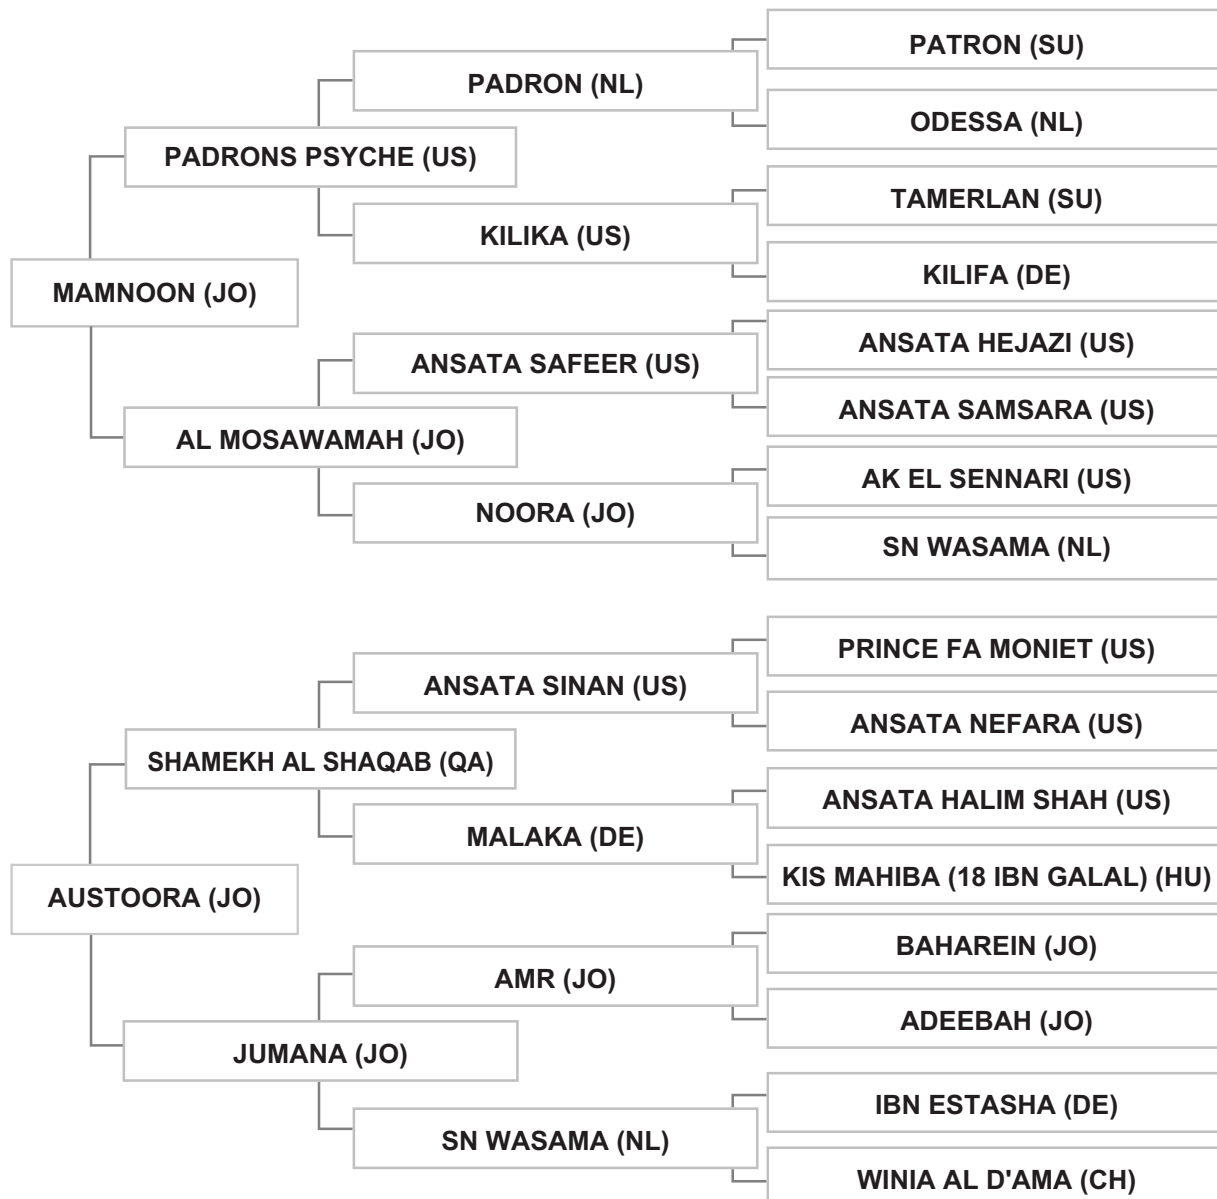 PATRON (SU)
PADRON (NL)
ODESSA (NL)
PADRONS PSYCHE (US)
TAMERLAN (SU)
KILIKA (US)
KILIFA (DE)
MAMNOON (JO)
ANSATA HEJAZI (US)
ANSATA SAFEER (US)
ANSATA SAMSARA (US)
AL MOSAWAMAH (JO)
AK EL SENNARI (US)
NOORA (JO)
SN WASAMA (NL)
PRINCE FA MONIET (US)
ANSATA SINAN (US)
ANSATA NEFARA (US)
SHAMEKH AL SHAQAB (QA)
ANSATA HALIM SHAH (US)
MALAKA (DE)
KIS MAHIBA (18 IBN GALAL) (HU)
AUSTOORA (JO)
BAHAREIN (JO)
AMR (JO)
ADEEBAH (JO)
JUMANA (JO)
IBN ESTASHA (DE)
SN WASAMA (NL)
WINIA AL D'AMA (CH)